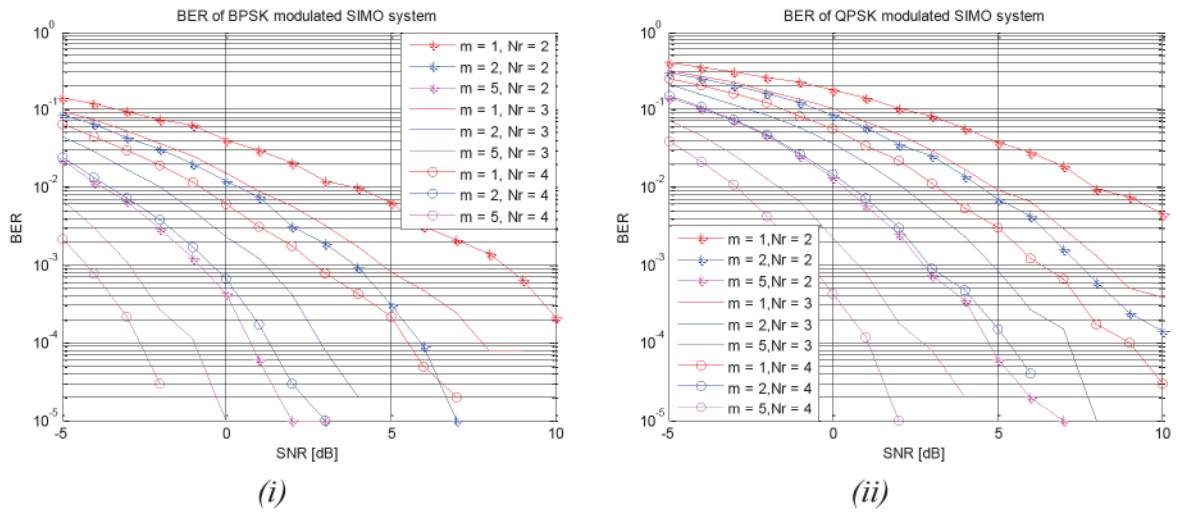 BER of BPSK modulated SIMO system
10^0
10^-1
10^-2
10^-3
10^-4
10^-5
BER
-5
0
5
10
SNR [dB]
m = 1, Nr = 2
m = 2, Nr = 2
m = 5, Nr = 2
m = 1, Nr = 3
m = 2, Nr = 3
m = 5, Nr = 3
m = 1, Nr = 4
m = 2, Nr = 4
m = 5, Nr = 4
(i)
BER of QPSK modulated SIMO system
10^0
10^-1
10^-2
10^-3
10^-4
10^-5
BER
-5
0
5
10
SNR [dB]
m = 1,Nr = 2
m = 2,Nr = 2
m = 5,Nr = 2
m = 1,Nr = 3
m = 2,Nr = 3
m = 5,Nr = 3
m = 1,Nr = 4
m = 2,Nr = 4
m = 5,Nr = 4
(ii)